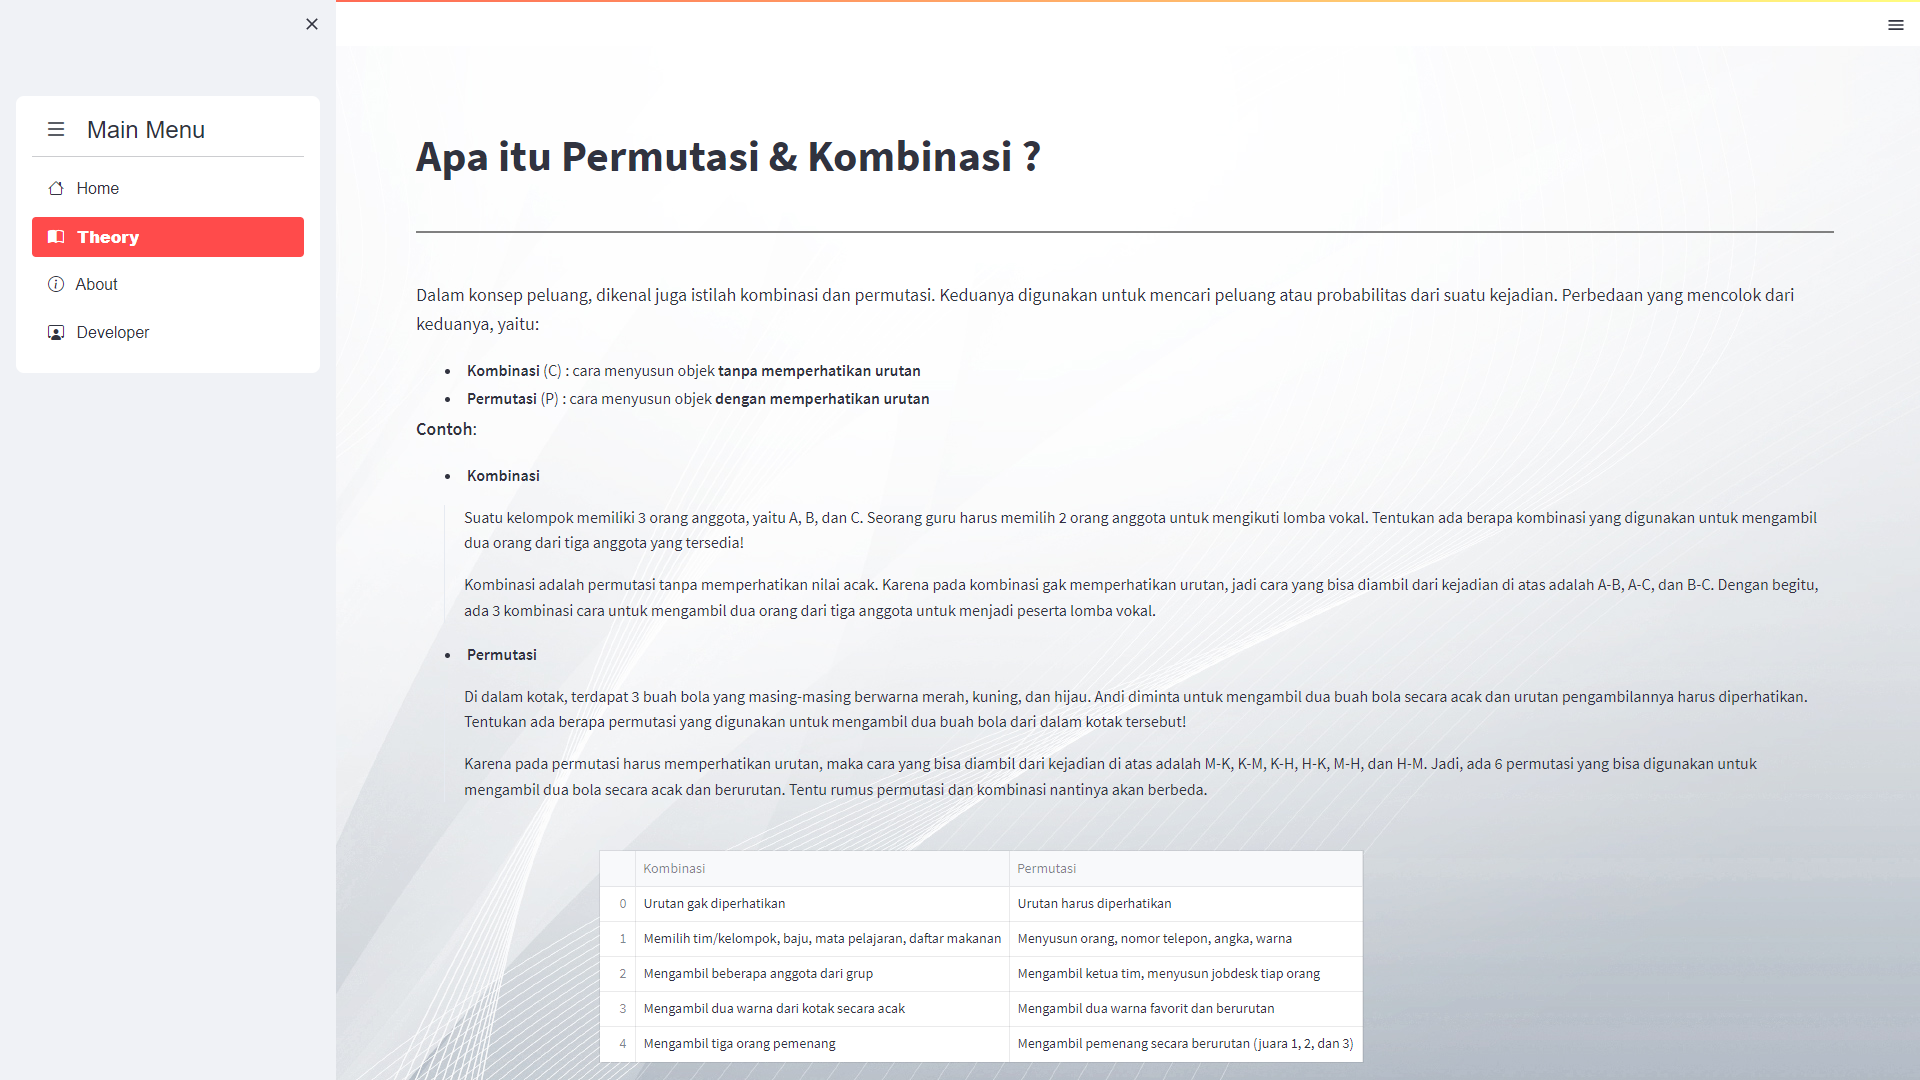 Main Menu
Home
Theory
About
Developer
Apa itu Permutasi & Kombinasi ?
Dalam konsep peluang, dikenal juga istilah kombinasi dan permutasi. Keduanya digunakan untuk mencari peluang atau probabilitas dari suatu kejadian. Perbedaan yang mencolok dari
keduanya, yaitu:
• Kombinasi (C) : cara menyusun objek tanpa memperhatikan urutan
• Permutasi (P) : cara menyusun objek dengan memperhatikan urutan
Contoh:
• Kombinasi
Suatu kelompok memiliki 3 orang anggota, yaitu A, B, dan C. Seorang guru harus memilih 2 orang anggota untuk mengikuti lomba vokal. Tentukan ada berapa kombinasi yang digunakan untuk mengambil
dua orang dari tiga anggota yang tersedia!
Kombinasi adalah permutasi tanpa memperhatikan nilai acak. Karena pada kombinasi gak memperhatikan urutan, jadi cara yang bisa diambil dari kejadian di atas adalah A-B, A-C, dan B-C. Dengan begitu,
ada 3 kombinasi cara untuk mengambil dua orang dari tiga anggota untuk menjadi peserta lomba vokal.
• Permutasi
Di dalam kotak, terdapat 3 buah bola yang masing-masing berwarna merah, kuning, dan hijau. Andi diminta untuk mengambil dua buah bola secara acak dan urutan pengambilannya harus diperhatikan.
Tentukan ada berapa permutasi yang digunakan untuk mengambil dua buah bola dari dalam kotak tersebut!
Karena pada permutasi harus memperhatikan urutan, maka cara yang bisa diambil dari kejadian di atas adalah M-K, K-M, K-H, H-K, M-H, dan H-M. Jadi, ada 6 permutasi yang bisa digunakan untuk
mengambil dua bola secara acak dan berurutan. Tentu rumus permutasi dan kombinasi nantinya akan berbeda.
Kombinasi Permutasi
0 Urutan gak diperhatikan Urutan harus diperhatikan
1 Memilih tim/kelompok, baju, mata pelajaran, daftar makanan Menyusun orang, nomor telepon, angka, warna
2 Mengambil beberapa anggota dari grup Mengambil ketua tim, menyusun jobdesk tiap orang
3 Mengambil dua warna dari kotak secara acak Mengambil dua warna favorit dan berurutan
4 Mengambil tiga orang pemenang Mengambil pemenang secara berurutan (juara 1, 2, dan 3)